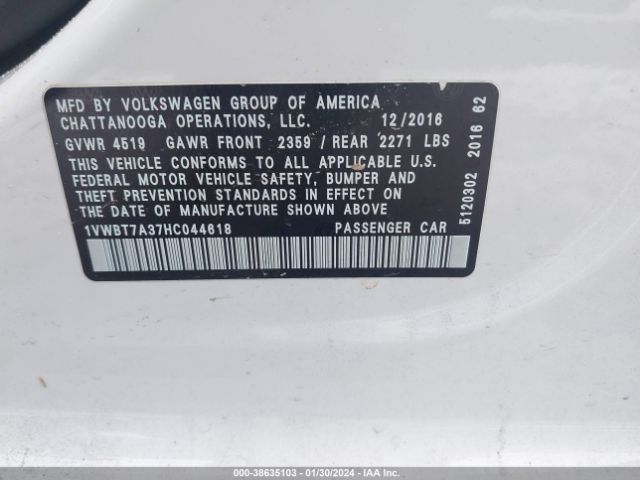 MFD BY VOLKSWAGEN GROUP OF AMERICA
CHATTANOOGA OPERATIONS, LLC. 12/2016
GVWR 4519 GAWR FRONT 2359 / REAR 2271 LBS
THIS VEHICLE CONFORMS TO ALL APPLICABLE U.S.
FEDERAL MOTOR VEHICLE SAFETY, BUMPER AND
THEFT PREVENTION STANDARDS IN EFFECT ON
THE DATE OF MANUFACTURE SHOWN ABOVE
1VWBT7A37HC044618 PASSENGER CAR
5120302 2016 62
000-38635103 - 01/30/2024 - IAA Inc.